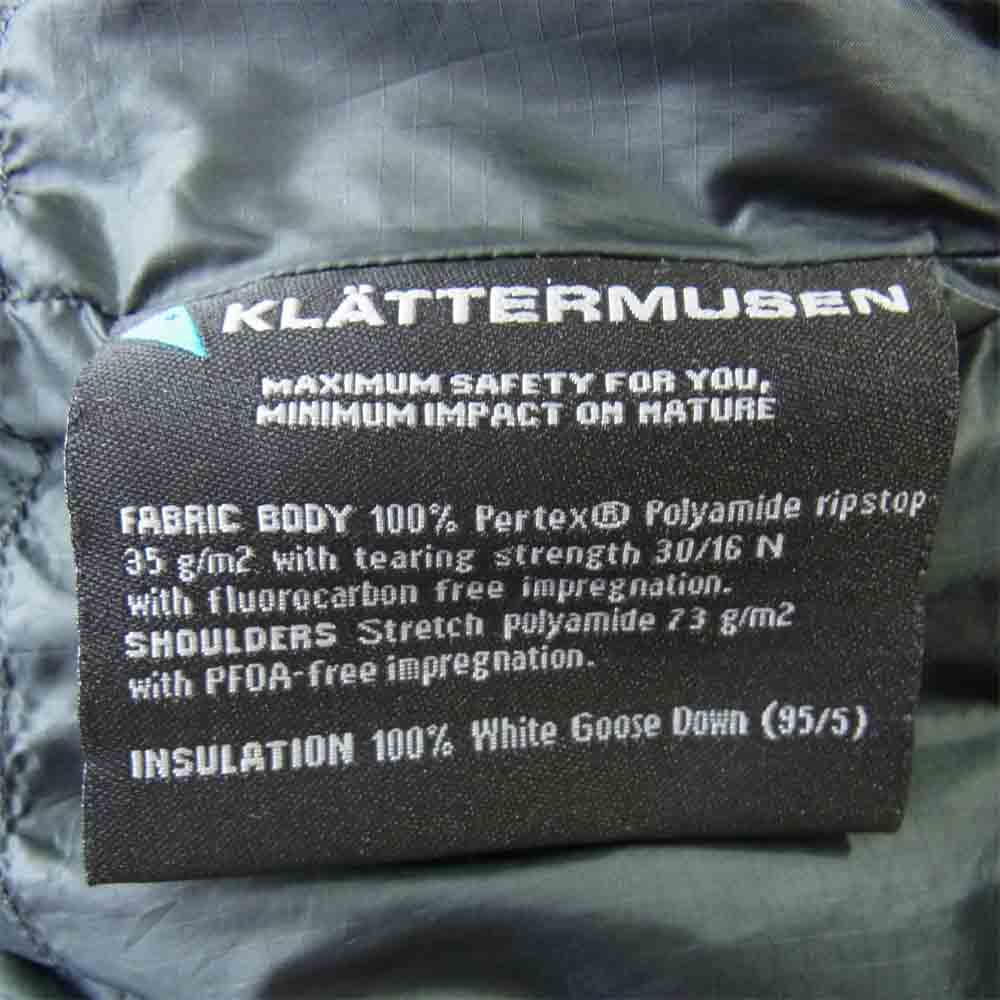 KLÄTTERMUSEN
MAXIMUM SAFETY FOR YOU,
MINIMUM IMPACT ON NATURE
FABRIC BODY 100% Pertex® Polyamide ripstop
35 g/m2 with tearing strength 30/16 N
with fluorocarbon free impregnation.
SHOULDERS Stretch polyamide 73 g/m2
with PFOA-free impregnation.
INSULATION 100% White Goose Down (95/5)